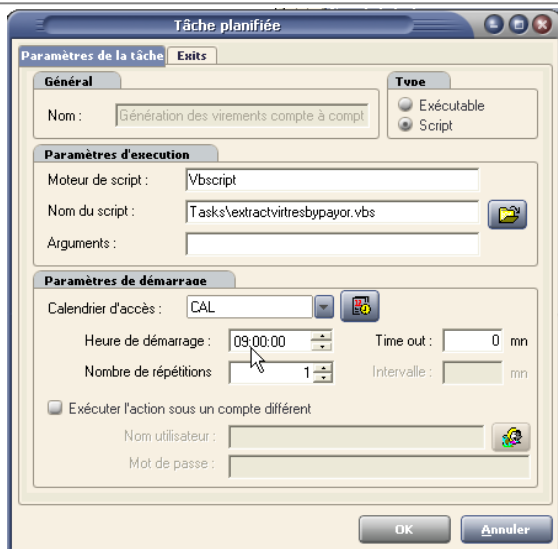 Tâche planifiée
Paramètres de la tâche Exits
Général
Nom : Génération des virements compte à compt
Type
Exécutable
Script
Paramètres d'execution
Moteur de script : Vbscript
Nom du script : Tasks\extractvirtresbypayor.vbs
Arguments :
Paramètres de démarrage
Calendrier d'accès : CAL
Heure de démarrage : 09:00:00 Time out : 0 mn
Nombre de répétitions 1 Intervalle : mn
Exécuter l'action sous un compte différent
Nom utilisateur :
Mot de passe :
OK Annuler